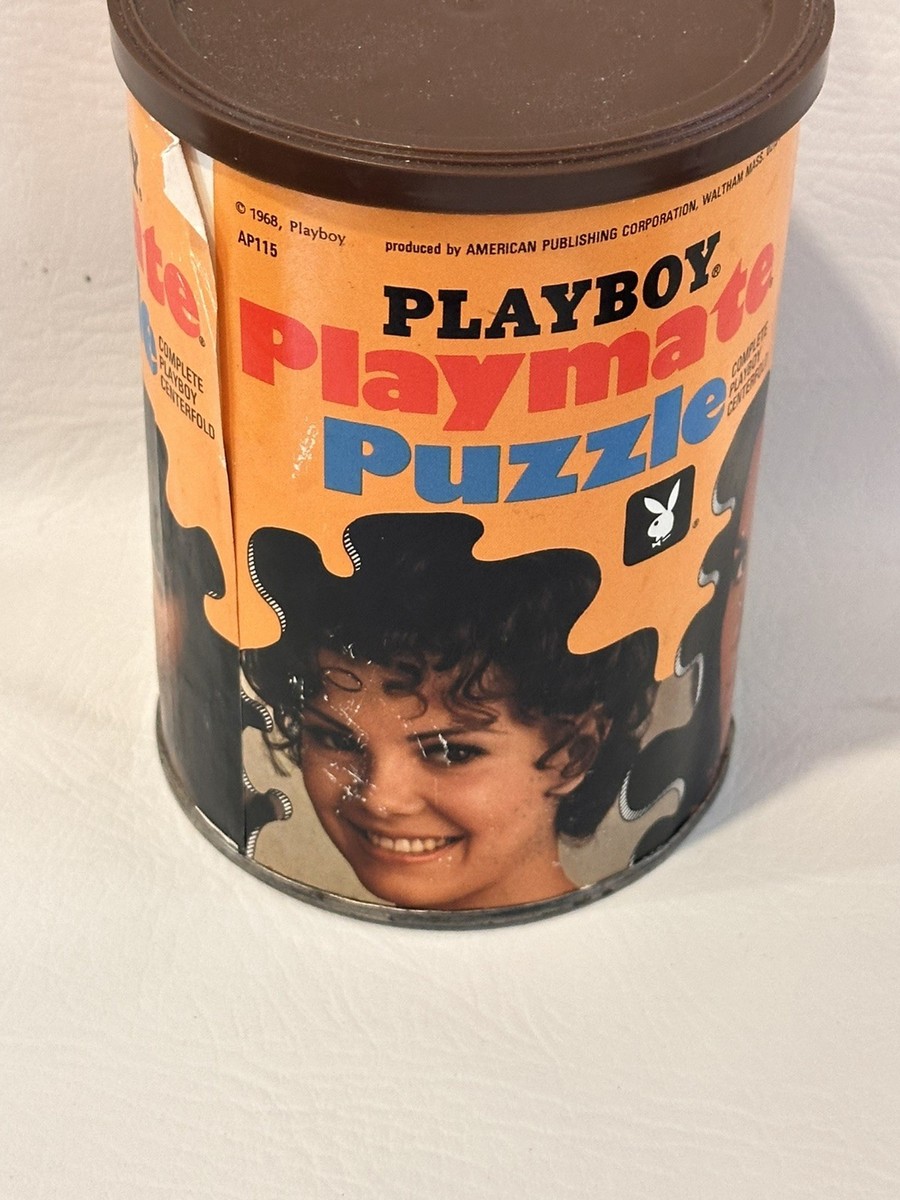 © 1968, Playboy
AP115
produced by AMERICAN PUBLISHING CORPORATION, WALTHAM MASS.
PLAYBOY®
Playmate
Puzzle
COMPLETE
PLAYBOY
CENTERFOLD
®
ate®
e
COMPLETE
PLAYBOY
CENTERFOLD